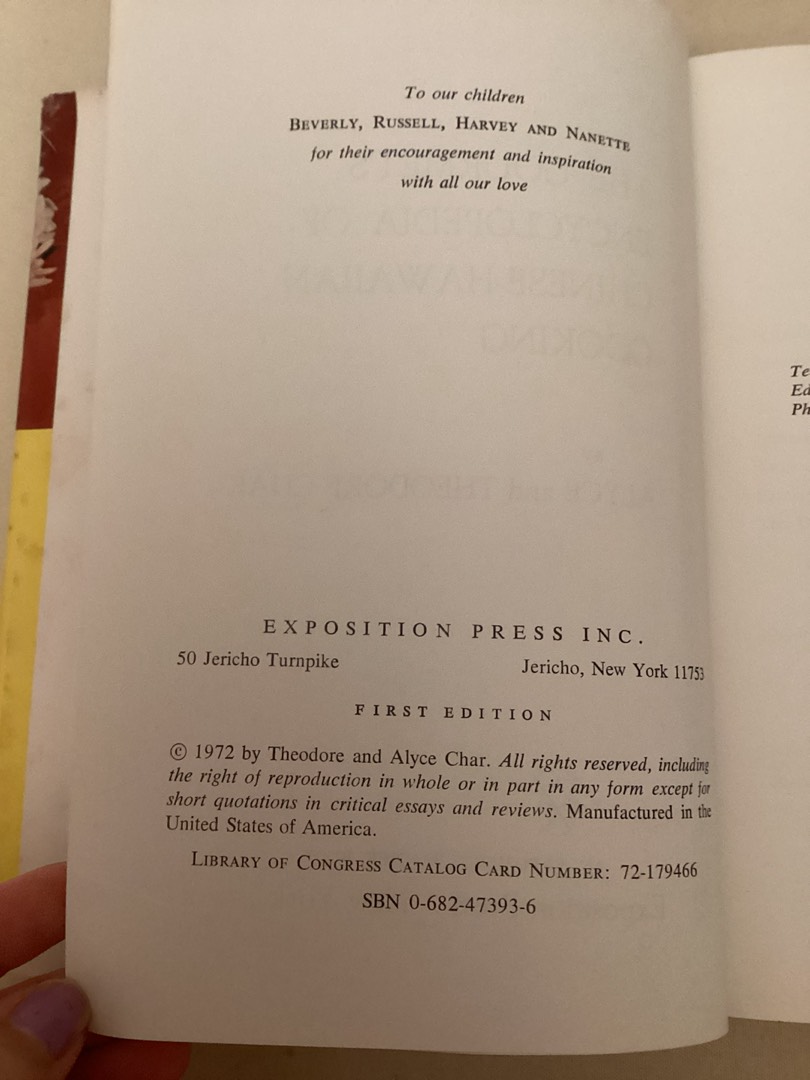 To our children
BEVERLY, RUSSELL, HARVEY AND NANETTE
for their encouragement and inspiration
with all our love
EXPOSITION PRESS INC.
50 Jericho Turnpike Jericho, New York 11753
FIRST EDITION
© 1972 by Theodore and Alyce Char. All rights reserved, including
the right of reproduction in whole or in part in any form except for
short quotations in critical essays and reviews. Manufactured in the
United States of America.
LIBRARY OF CONGRESS CATALOG CARD NUMBER: 72-179466
SBN 0-682-47393-6
Te
Ed
Ph